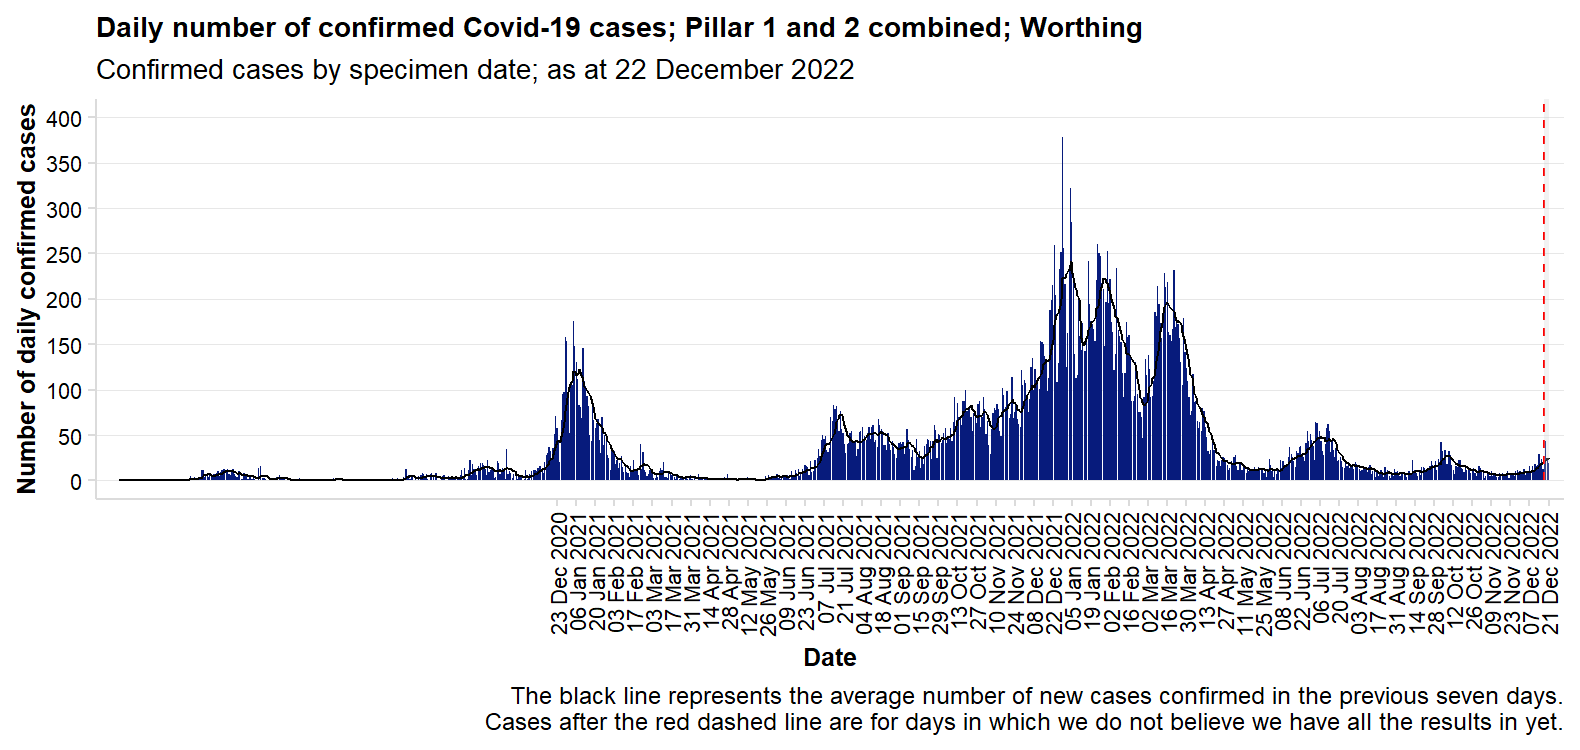 Daily number of confirmed Covid-19 cases; Pillar 1 and 2 combined; Worthing
Confirmed cases by specimen date; as at 22 December 2022
Number of daily confirmed cases
400
350
300
250
200
150
100
50
0
23 Dec 2020
06 Jan 2021
20 Jan 2021
03 Feb 2021
17 Feb 2021
03 Mar 2021
17 Mar 2021
31 Mar 2021
14 Apr 2021
28 Apr 2021
12 May 2021
26 May 2021
09 Jun 2021
23 Jun 2021
07 Jul 2021
21 Jul 2021
04 Aug 2021
18 Aug 2021
01 Sep 2021
15 Sep 2021
29 Sep 2021
13 Oct 2021
27 Oct 2021
10 Nov 2021
24 Nov 2021
08 Dec 2021
22 Dec 2021
05 Jan 2022
19 Jan 2022
02 Feb 2022
16 Feb 2022
02 Mar 2022
16 Mar 2022
30 Mar 2022
13 Apr 2022
27 Apr 2022
11 May 2022
25 May 2022
08 Jun 2022
22 Jun 2022
06 Jul 2022
20 Jul 2022
03 Aug 2022
17 Aug 2022
31 Aug 2022
14 Sep 2022
28 Sep 2022
12 Oct 2022
26 Oct 2022
09 Nov 2022
23 Nov 2022
07 Dec 2022
21 Dec 2022
Date
The black line represents the average number of new cases confirmed in the previous seven days.
Cases after the red dashed line are for days in which we do not believe we have all the results in yet.